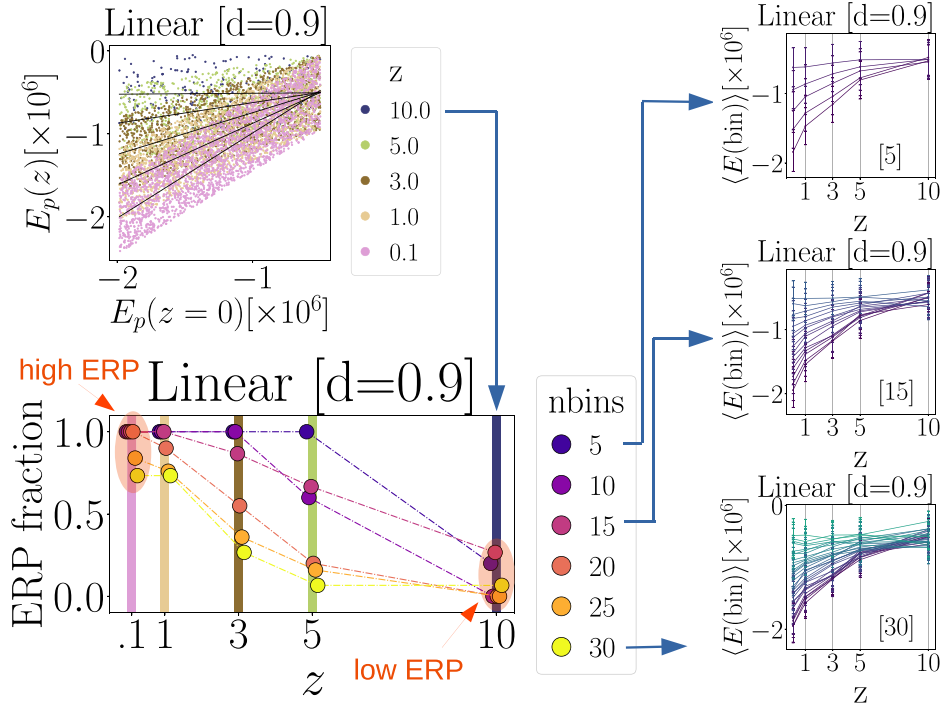 Linear [d=0.9]
0
−1
−2
E_p(z)[×10^6]
−2
−1
E_p(z = 0)[×10^6]
z
10.0
5.0
3.0
1.0
0.1
high ERP
Linear [d=0.9]
ERP fraction
1.0
0.5
0.0
.1
1
3
5
10
z
low ERP
nbins
5
10
15
20
25
30
Linear [d=0.9]
⟨E(bin)⟩[×10^6]
−1
−2
[5]
1
3
5
10
z
Linear [d=0.9]
⟨E(bin)⟩[×10^6]
−1
−2
[15]
1
3
5
10
z
Linear [d=0.9]
⟨E(bin)⟩[×10^6]
0
−2
[30]
1
3
5
10
z